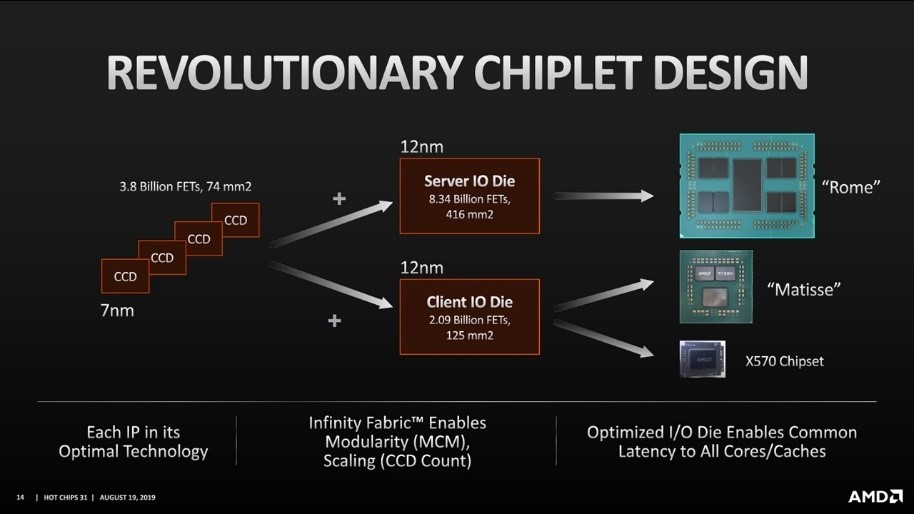 REVOLUTIONARY CHIPLET DESIGN
3.8 Billion FETs, 74 mm2
CCD
CCD
CCD
CCD
7nm
+
+
12nm
Server IO Die
8.34 Billion FETs,
416 mm2
12nm
Client IO Die
2.09 Billion FETs,
125 mm2
"Rome"
AMD
RYZEN
"Matisse"
AMD
X570 Chipset
Each IP in its
Optimal Technology
Infinity Fabric™ Enables
Modularity (MCM),
Scaling (CCD Count)
Optimized I/O Die Enables Common
Latency to All Cores/Caches
14 | HOT CHIPS 31 | AUGUST 19, 2019
AMD